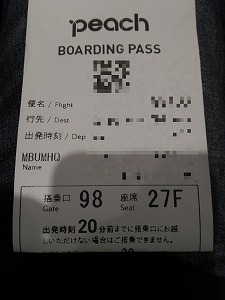 peach
BOARDING PASS
便名 / Flight
行先 / Dest
出発時刻 / Dep
MBUMHQ
Name
搭乗口 98 座席 27F
Gate Seat
出発時刻20分前までに搭乗口にお越
しいただけない場合はご搭乗できません。